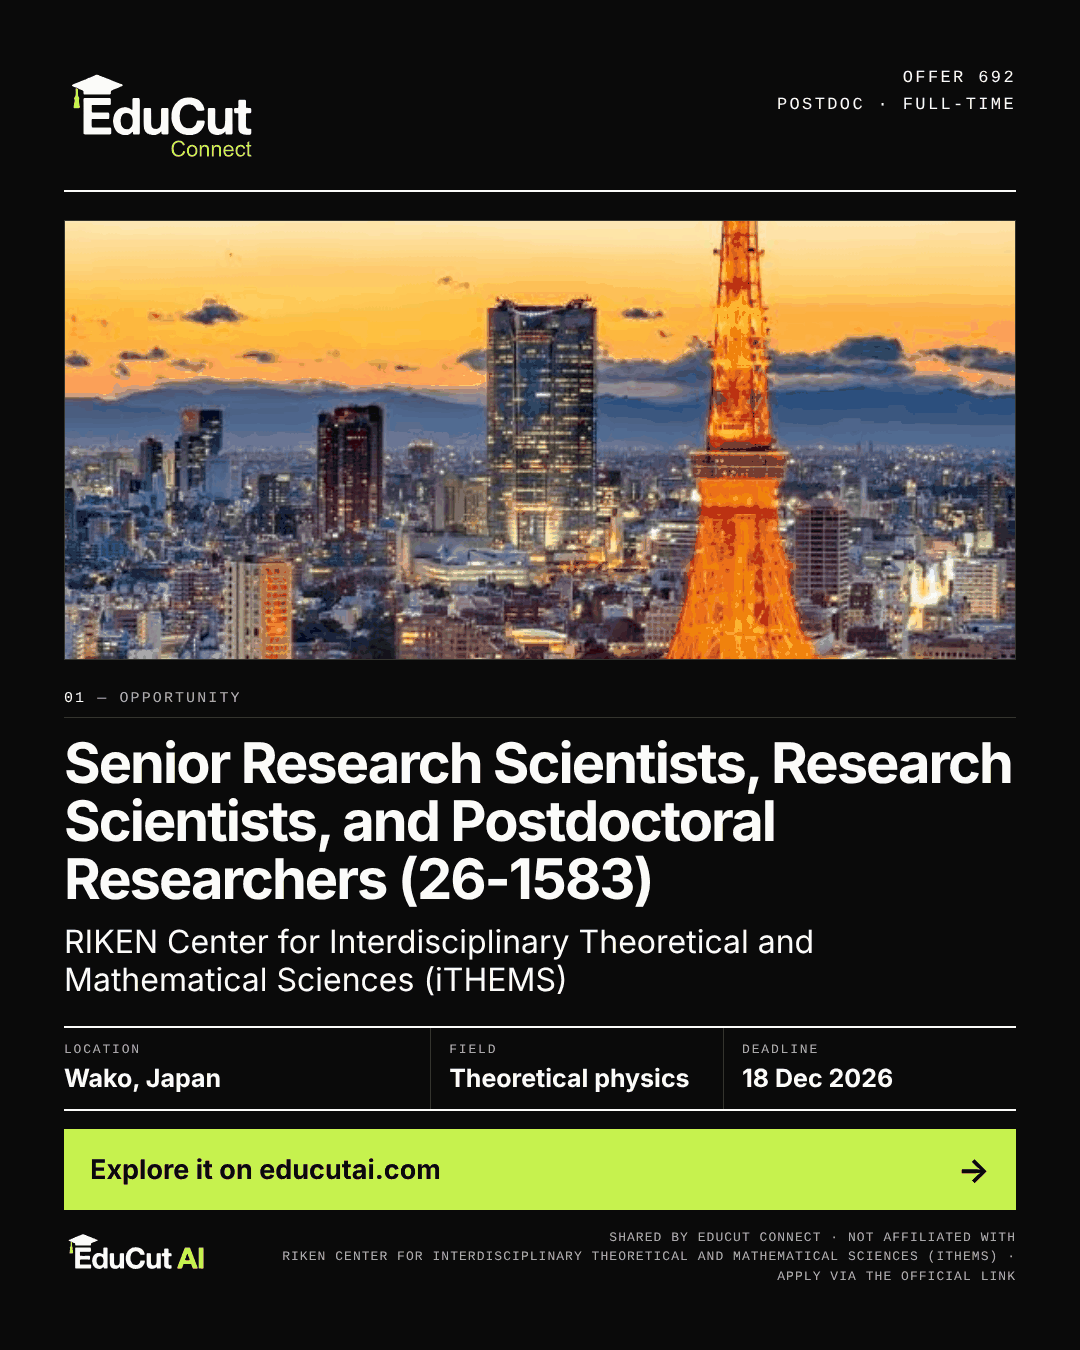 EduCut
Connect
OFFER 692
POSTDOC · FULL-TIME
01 — OPPORTUNITY
Senior Research Scientists, Research
Scientists, and Postdoctoral
Researchers (26-1583)
RIKEN Center for Interdisciplinary Theoretical and
Mathematical Sciences (iTHEMS)
LOCATION
Wako, Japan
FIELD
Theoretical physics
DEADLINE
18 Dec 2026
Explore it on educutai.com →
EduCut AI
SHARED BY EDUCUT CONNECT · NOT AFFILIATED WITH
RIKEN CENTER FOR INTERDISCIPLINARY THEORETICAL AND MATHEMATICAL SCIENCES (ITHEMS) ·
APPLY VIA THE OFFICIAL LINK